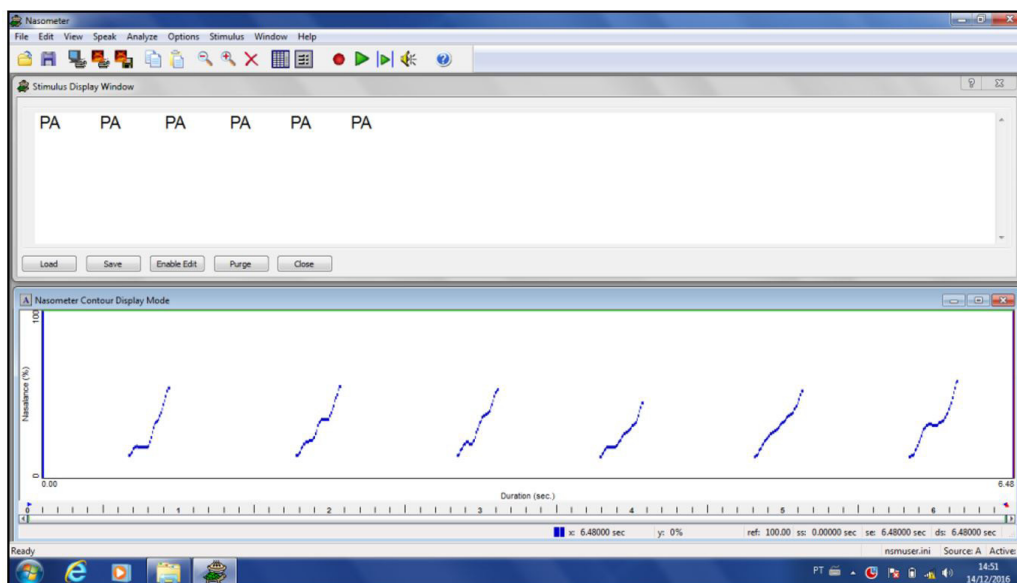 Nasometer
File Edit View Speak Analyze Options Stimulus Window Help
Stimulus Display Window
PA PA PA PA PA PA
Load Save Enable Edit Purge Close
A Nasometer Contour Display Mode
100
Nasalance (%)
0
0.00 6.48
Duration (sec.)
0 1 2 3 4 5 6
x: 6.48000 sec y: 0% ref: 100.00 ss: 0.00000 sec se: 6.48000 sec ds: 6.48000 sec
Ready nsmuser.ini Source: A Active:
PT 14:51
14/12/2016